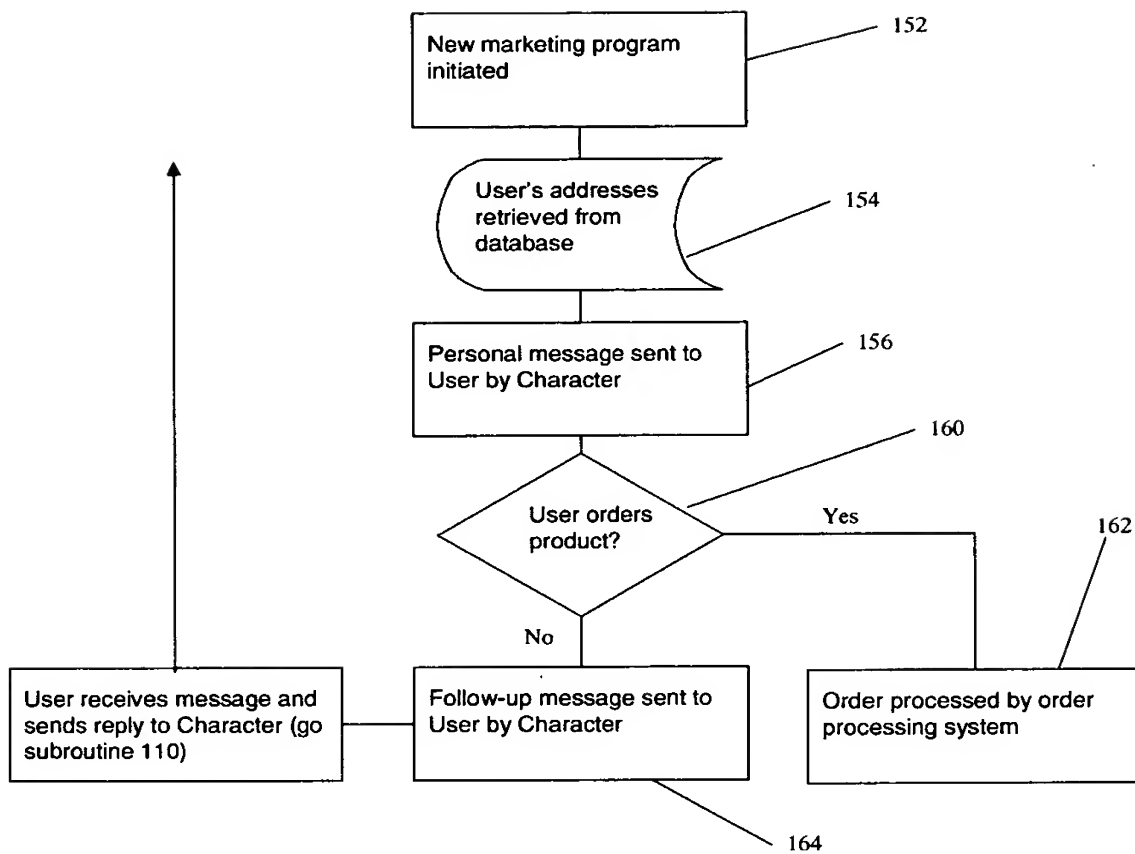 152
New marketing program
initiated
User's addresses
retrieved from
database
154
156
Personal message sent to
User by Character
160
User orders
product?
Yes
162
No
User receives message and
sends reply to Character (go
subroutine 110)
Follow-up message sent to
User by Character
Order processed by order
processing system
164